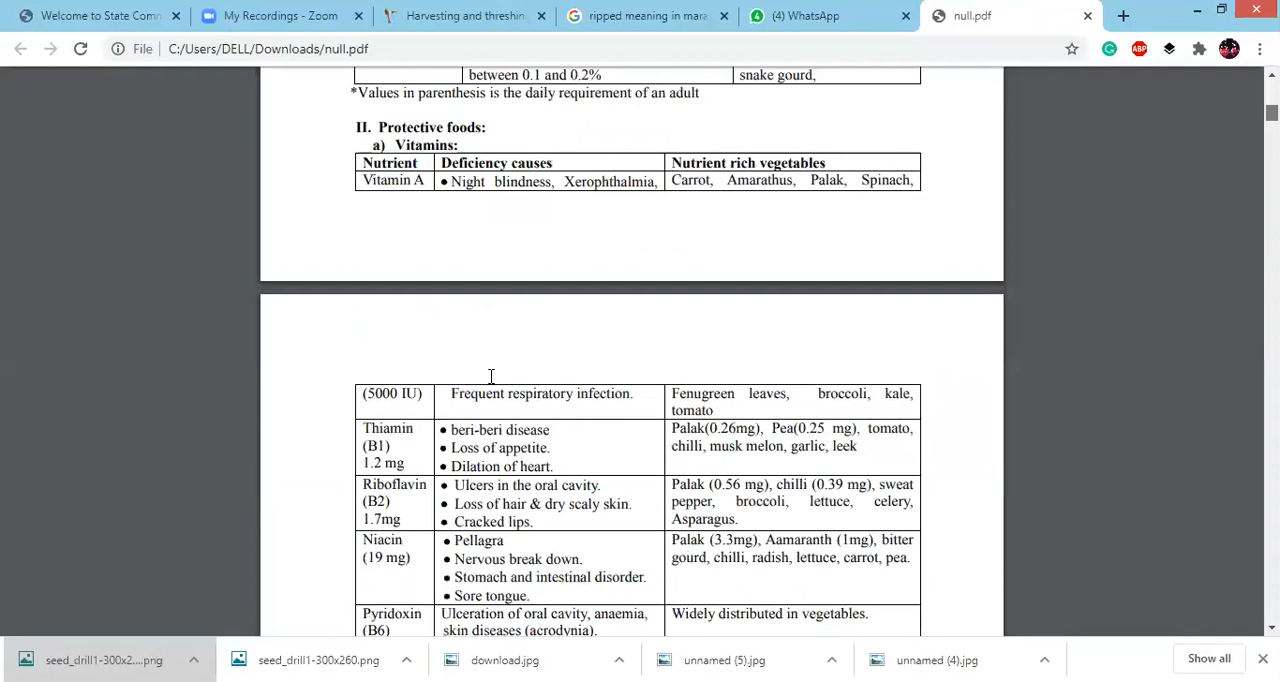 Welcome to State Comm
My Recordings - Zoom
Harvesting and threshin
ripped meaning in mara
(4) WhatsApp
null.pdf
File | C:/Users/DELL/Downloads/null.pdf
ABP
between 0.1 and 0.2% snake gourd,
*Values in parenthesis is the daily requirement of an adult
II. Protective foods:
a) Vitamins:
Nutrient Deficiency causes Nutrient rich vegetables
Vitamin A • Night blindness, Xerophthalmia, Carrot, Amarathus, Palak, Spinach,
(5000 IU) Frequent respiratory infection. Fenugreen leaves, broccoli, kale,
tomato
Thiamin • beri-beri disease Palak(0.26mg), Pea(0.25 mg), tomato,
(B1) • Loss of appetite. chilli, musk melon, garlic, leek
1.2 mg • Dilation of heart.
Riboflavin • Ulcers in the oral cavity. Palak (0.56 mg), chilli (0.39 mg), sweat
(B2) • Loss of hair & dry scaly skin. pepper, broccoli, lettuce, celery,
1.7mg • Cracked lips. Asparagus.
Niacin • Pellagra Palak (3.3mg), Aamaranth (1mg), bitter
(19 mg) • Nervous break down. gourd, chilli, radish, lettuce, carrot, pea.
• Stomach and intestinal disorder.
• Sore tongue.
Pyridoxin Ulceration of oral cavity, anaemia, Widely distributed in vegetables.
(B6) skin diseases (acrodynia).
seed_drill1-300x2....png
seed_drill1-300x260.png
download.jpg
unnamed (5).jpg
unnamed (4).jpg
Show all